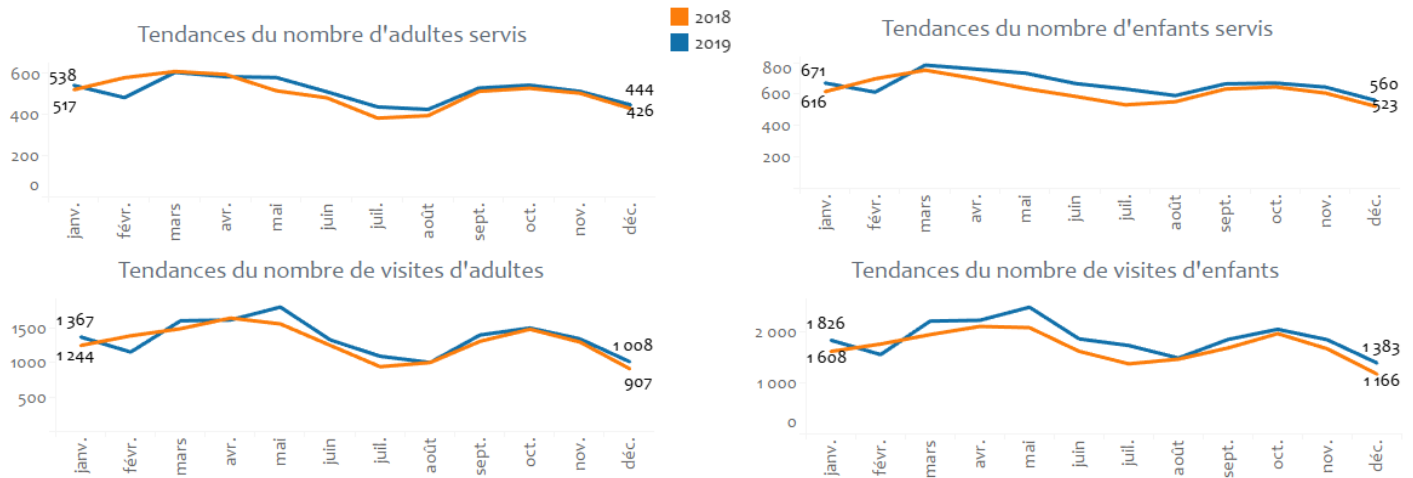 2018
2019
Tendances du nombre d'adultes servis
600
400
200
0
538
517
444
426
janv.
févr.
mars
avr.
mai
juin
juil.
août
sept.
oct.
nov.
déc.
Tendances du nombre d'enfants servis
800
600
400
200
671
616
560
523
janv.
févr.
mars
avr.
mai
juin
juil.
août
sept.
oct.
nov.
déc.
Tendances du nombre de visites d'adultes
1500
1000
500
1 367
1 244
1 008
907
janv.
févr.
mars
avr.
mai
juin
juil.
août
sept.
oct.
nov.
déc.
Tendances du nombre de visites d'enfants
2 000
1 000
0
1 826
1 608
1 383
1 166
janv.
févr.
mars
avr.
mai
juin
juil.
août
sept.
oct.
nov.
déc.